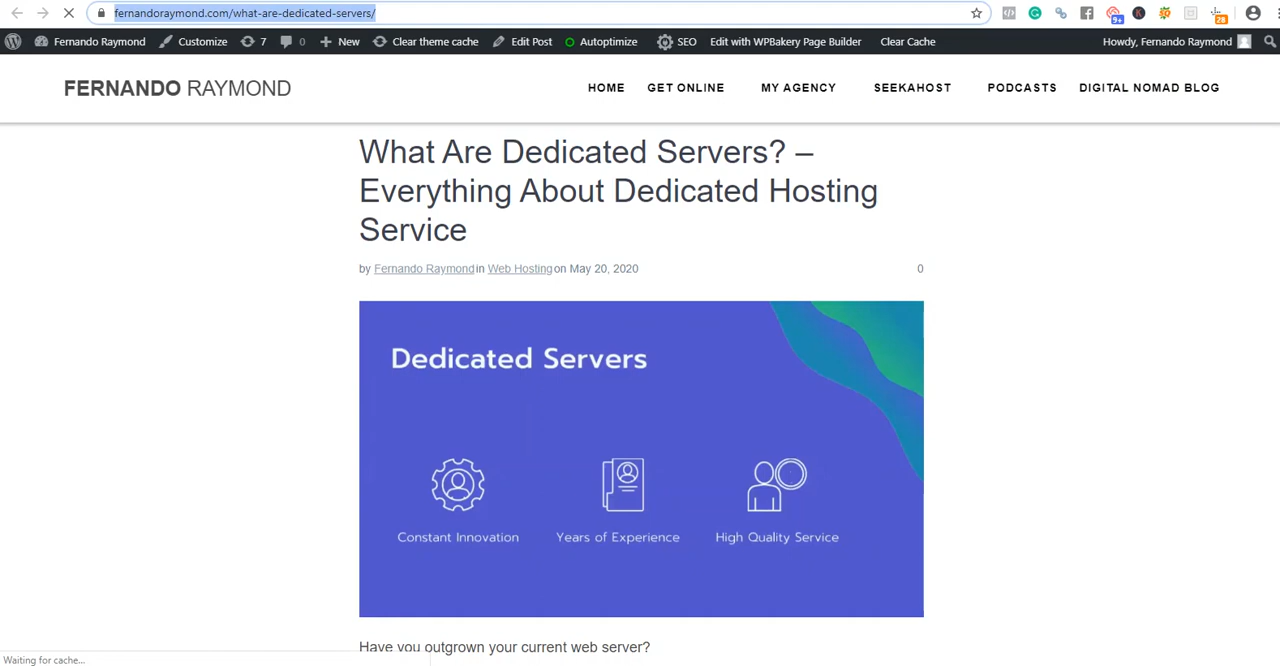 fernandoraymond.com/what-are-dedicated-servers/
9+
28
Fernando Raymond Customize 7 0 New Clear theme cache Edit Post Autoptimize SEO Edit with WPBakery Page Builder Clear Cache Howdy, Fernando Raymond
FERNANDO RAYMOND
HOME GET ONLINE MY AGENCY SEEKAHOST PODCASTS DIGITAL NOMAD BLOG
What Are Dedicated Servers? –
Everything About Dedicated Hosting
Service
by Fernando Raymond in Web Hosting on May 20, 2020 0
Dedicated Servers
Constant Innovation Years of Experience High Quality Service
Have you outgrown your current web server?
Waiting for cache...